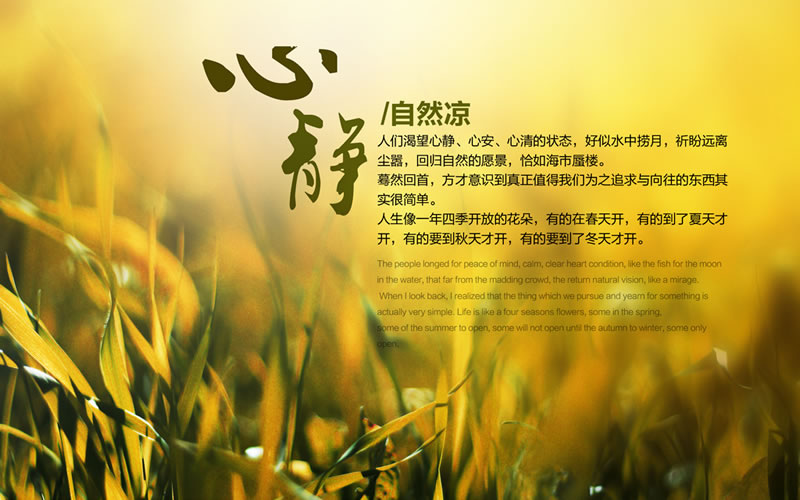 心静
/自然凉
人们渴望心静、心安、心清的状态，好似水中捞月，祈盼远离
尘嚣，回归自然的愿景，恰如海市蜃楼。
蓦然回首，方才意识到真正值得我们为之追求与向往的东西其
实很简单。
人生像一年四季开放的花朵，有的在春天开，有的到了夏天才
开，有的要到秋天才开，有的要到了冬天才开。
The people longed for peace of mind, calm, clear heart condition, like the fish for the moon
in the water, that far from the madding crowd, the return natural vision, like a mirage.
When I look back, I realized that the thing which we pursue and yearn for something is
actually very simple. Life is like a four seasons flowers, some in the spring,
some of the summer to open, some will not open until the autumn to winter, some only
open.